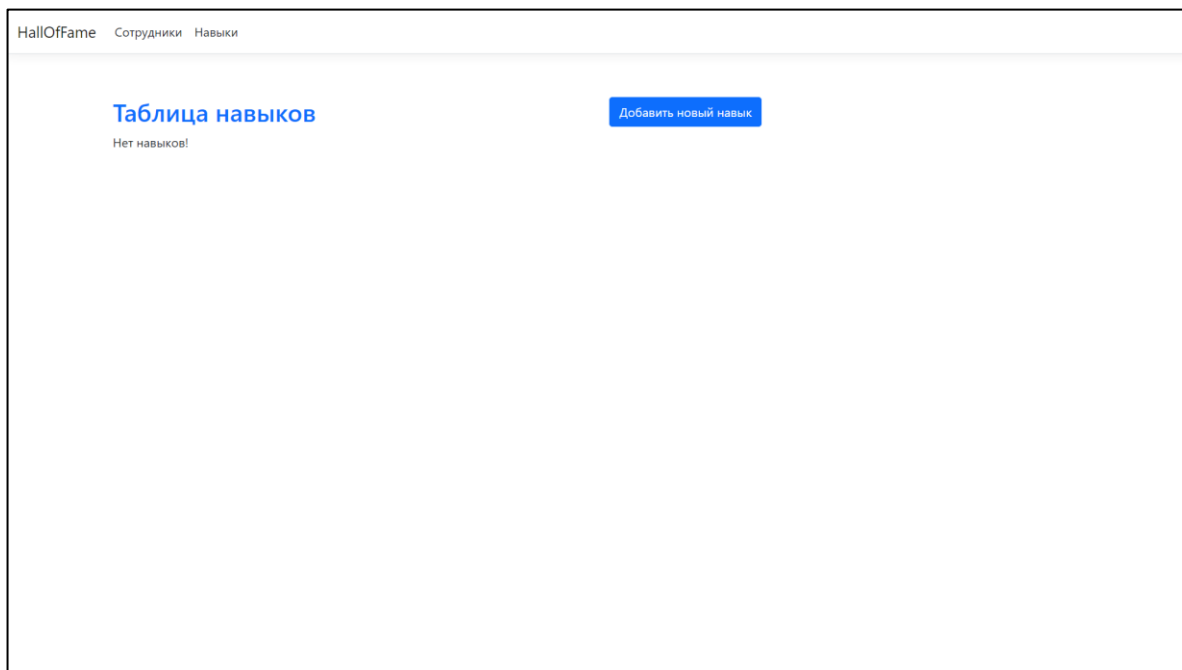 HallOfFame Сотрудники Навыки
Таблица навыков
Добавить новый навык
Нет навыков!